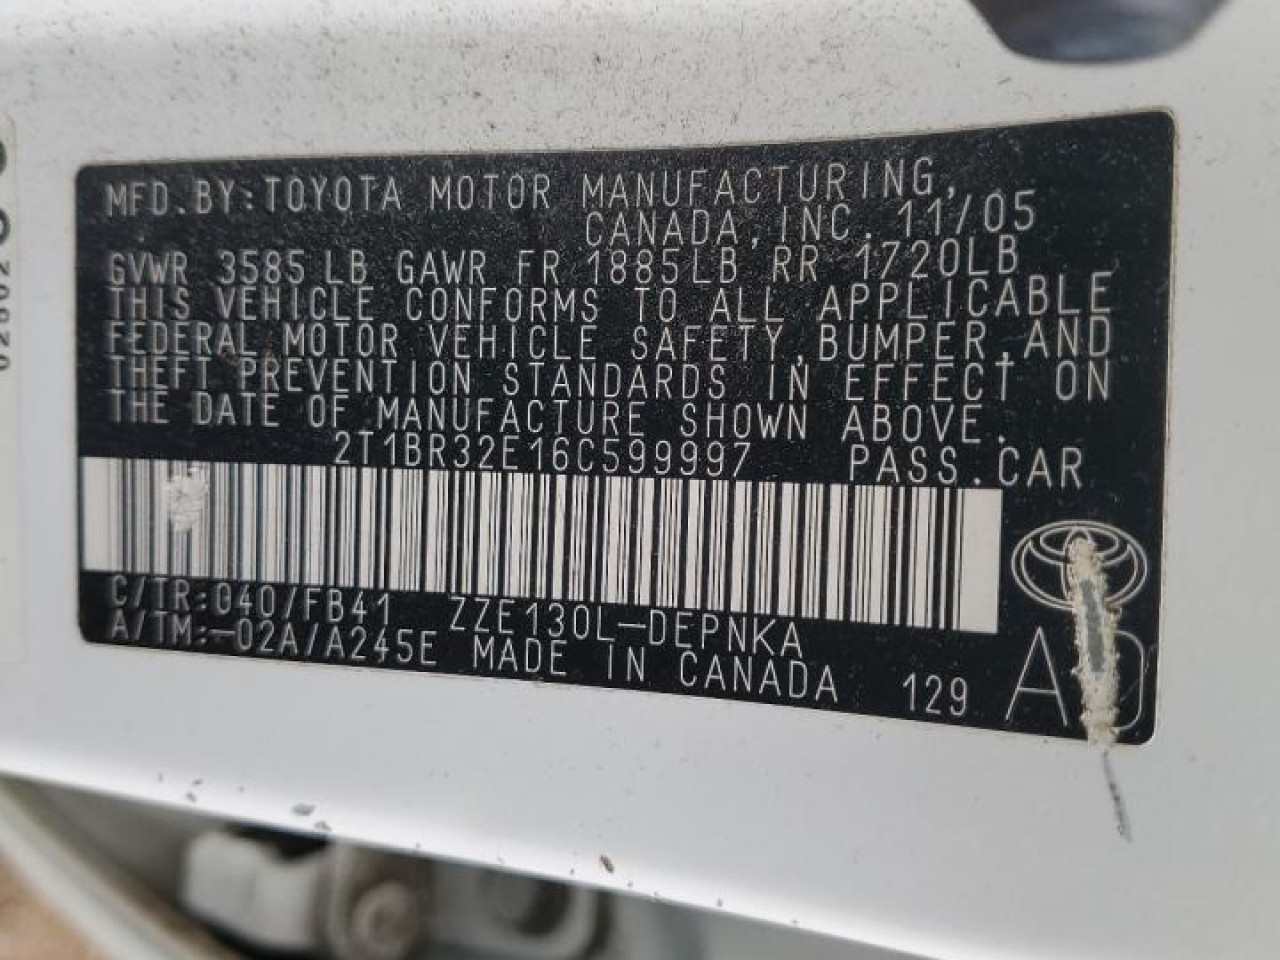 MFD.BY:TOYOTA MOTOR MANUFACTURING,
CANADA,INC. 11/05
GVWR 3585LB GAWR FR 1885LB RR 1720LB
THIS VEHICLE CONFORMS TO ALL APPLICABLE
FEDERAL MOTOR VEHICLE SAFETY,BUMPER,AND
THEFT PREVENTION STANDARDS IN EFFECT ON
THE DATE OF MANUFACTURE SHOWN ABOVE.
2T1BR32E16C599997 PASS.CAR
C/TR:040/FB41 ZZE130L-DEPNKA
A/TM:-02A/A245E MADE IN CANADA 129